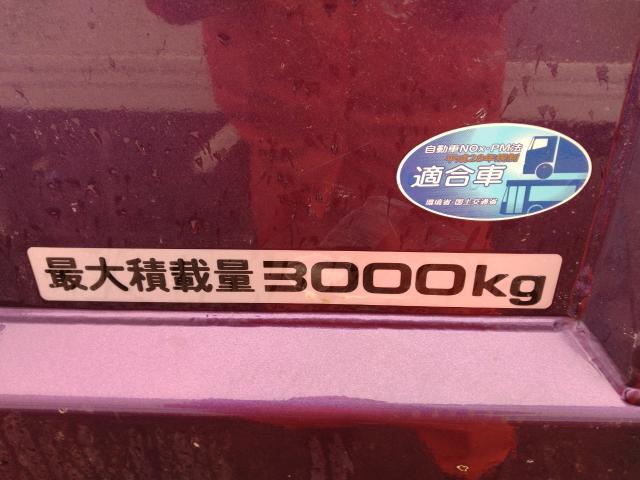 自動車NOx・PM法
適合車
環境省・国土交通省
最大積載量3000kg